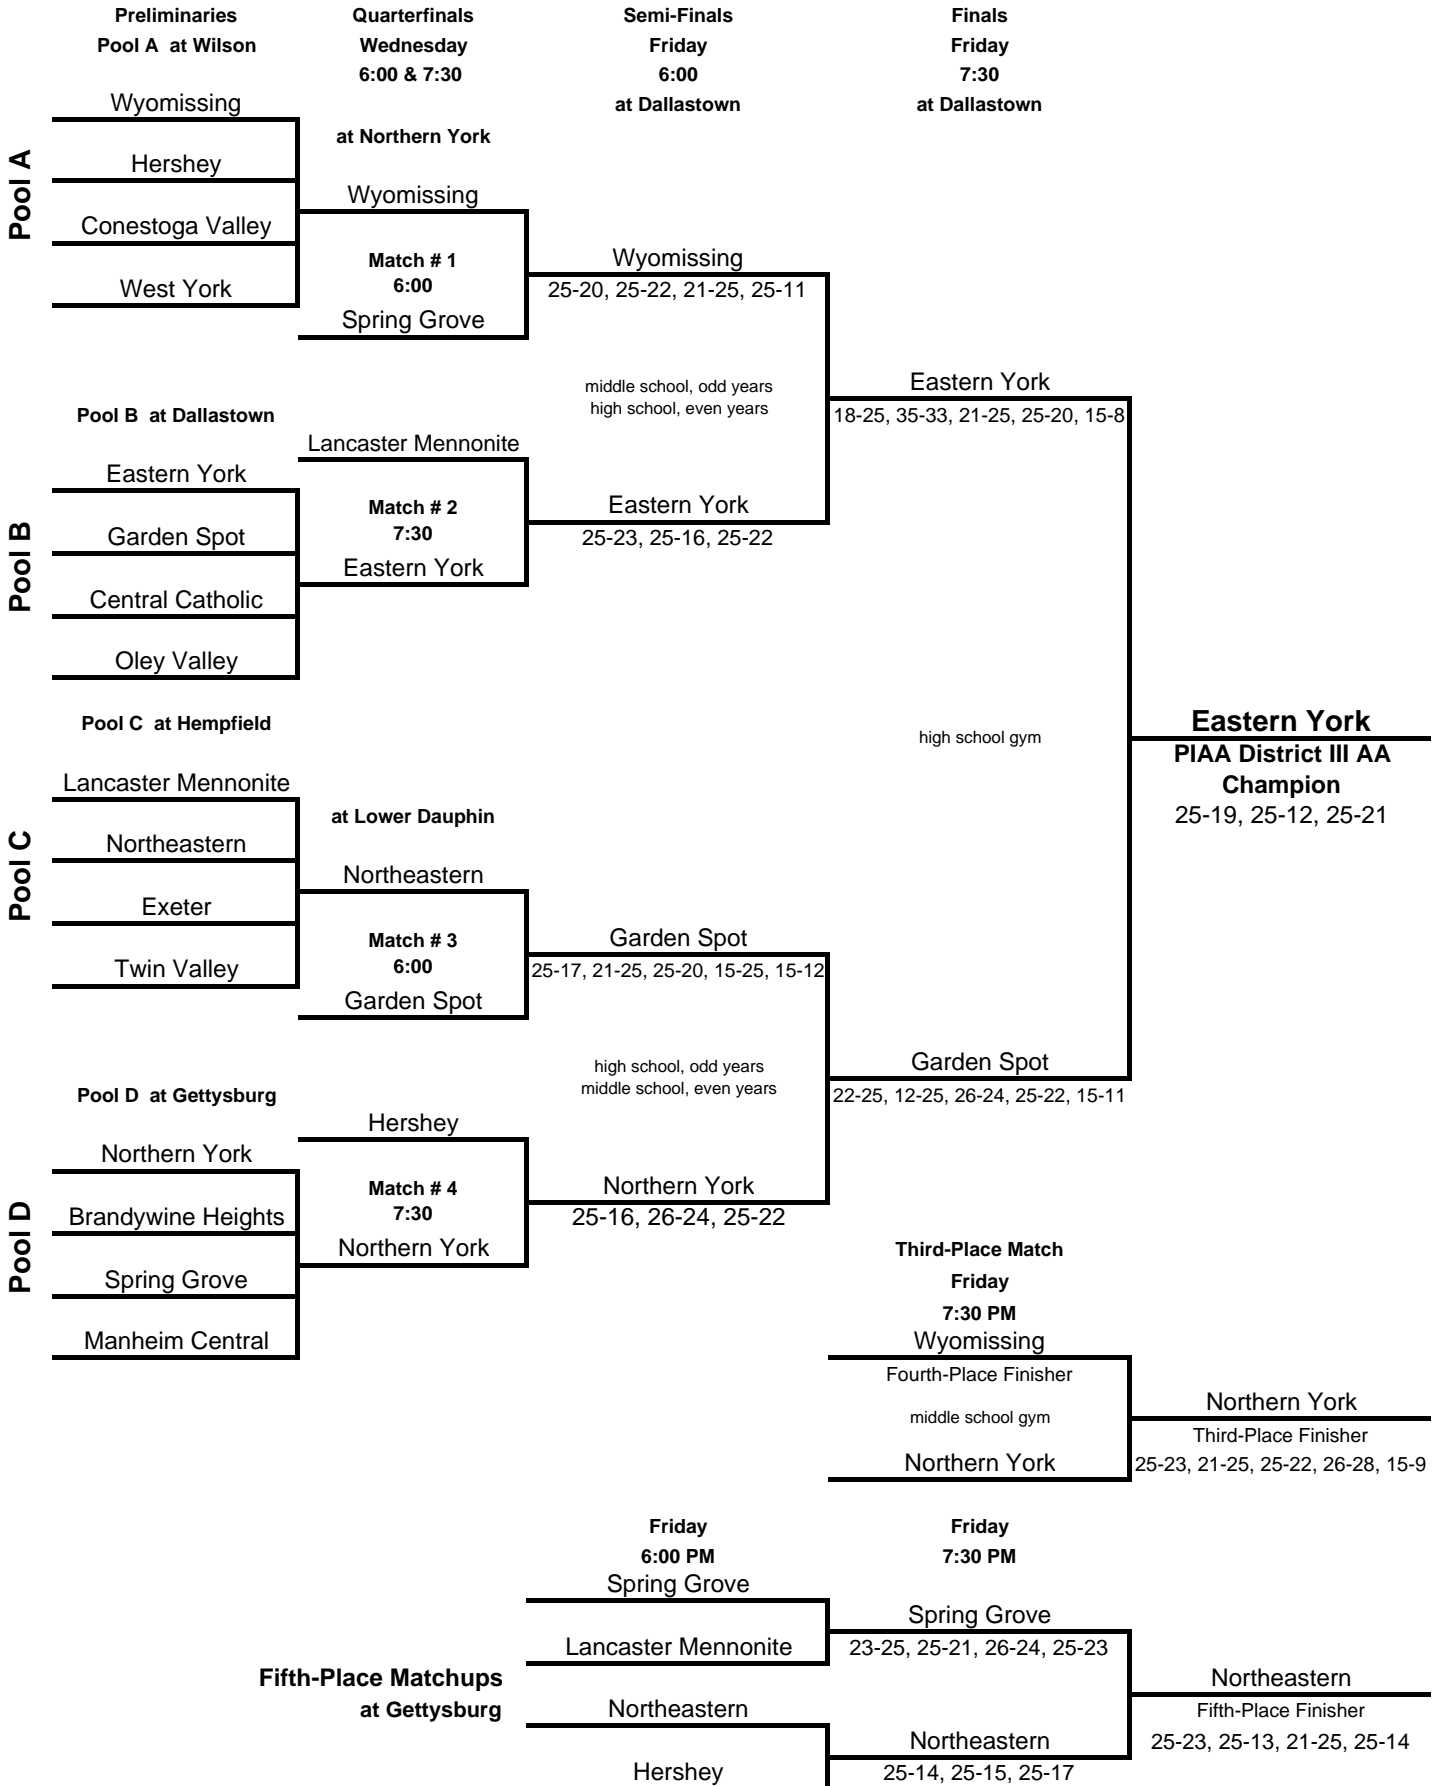 Preliminaries Quarterfinals Semi-Finals Finals
Pool A at Wilson Wednesday Friday Friday
6:00 & 7:30 6:00 7:30
Wyomissing at Dallastown at Dallastown
at Northern York
Pool A
Hershey
Wyomissing
Conestoga Valley
Match # 1 Wyomissing
West York 6:00 25-20, 25-22, 21-25, 25-11
Spring Grove
middle school, odd years Eastern York
high school, even years
Pool B at Dallastown 18-25, 35-33, 21-25, 25-20, 15-8
Lancaster Mennonite
Eastern York
Match # 2 Eastern York
Pool B
Garden Spot 7:30 25-23, 25-16, 25-22
Eastern York
Central Catholic
Oley Valley
Pool C at Hempfield Eastern York
high school gym
PIAA District III AA
Lancaster Mennonite Champion
at Lower Dauphin 25-19, 25-12, 25-21
Pool C
Northeastern
Northeastern
Exeter
Match # 3 Garden Spot
Twin Valley 6:00 25-17, 21-25, 25-20, 15-25, 15-12
Garden Spot
high school, odd years Garden Spot
middle school, even years
Pool D at Gettysburg 22-25, 12-25, 26-24, 25-22, 15-11
Hershey
Northern York
Match # 4 Northern York
Pool D
Brandywine Heights 7:30 25-16, 26-24, 25-22
Northern York Third-Place Match
Spring Grove Friday
7:30 PM
Manheim Central Wyomissing
Fourth-Place Finisher
Northern York
middle school gym
Third-Place Finisher
Northern York 25-23, 21-25, 25-22, 26-28, 15-9
Friday Friday
6:00 PM 7:30 PM
Spring Grove
Spring Grove
Lancaster Mennonite 23-25, 25-21, 26-24, 25-23
Fifth-Place Matchups Northeastern
at Gettysburg Northeastern Fifth-Place Finisher
Northeastern 25-23, 25-13, 21-25, 25-14
Hershey 25-14, 25-15, 25-17